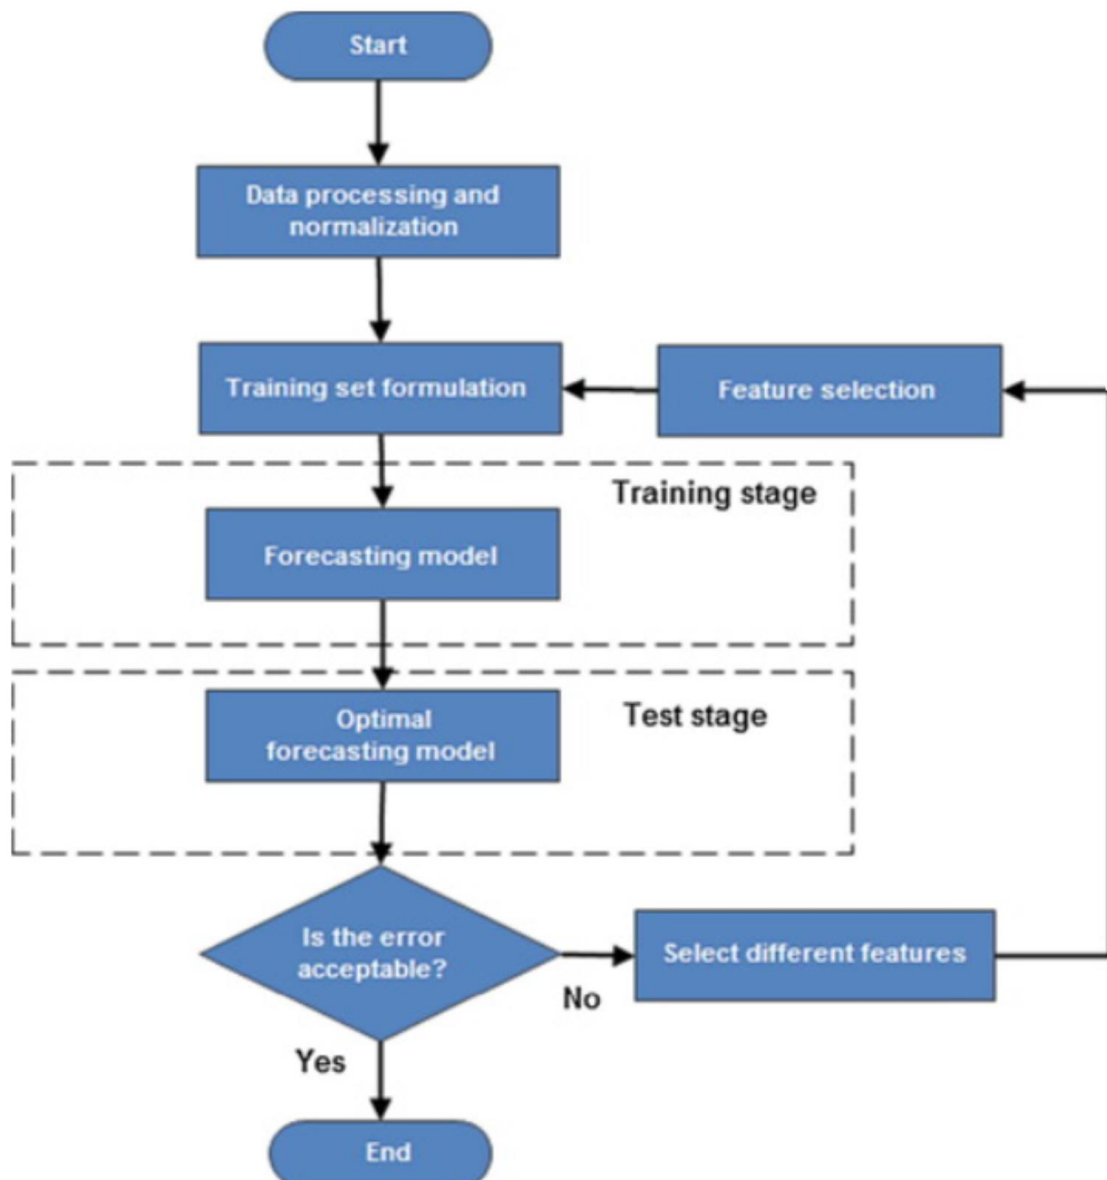 Start
Data processing and
normalization
Training set formulation
Feature selection
Training stage
Forecasting model
Test stage
Optimal
forecasting model
Is the error
acceptable?
Select different features
No
Yes
End